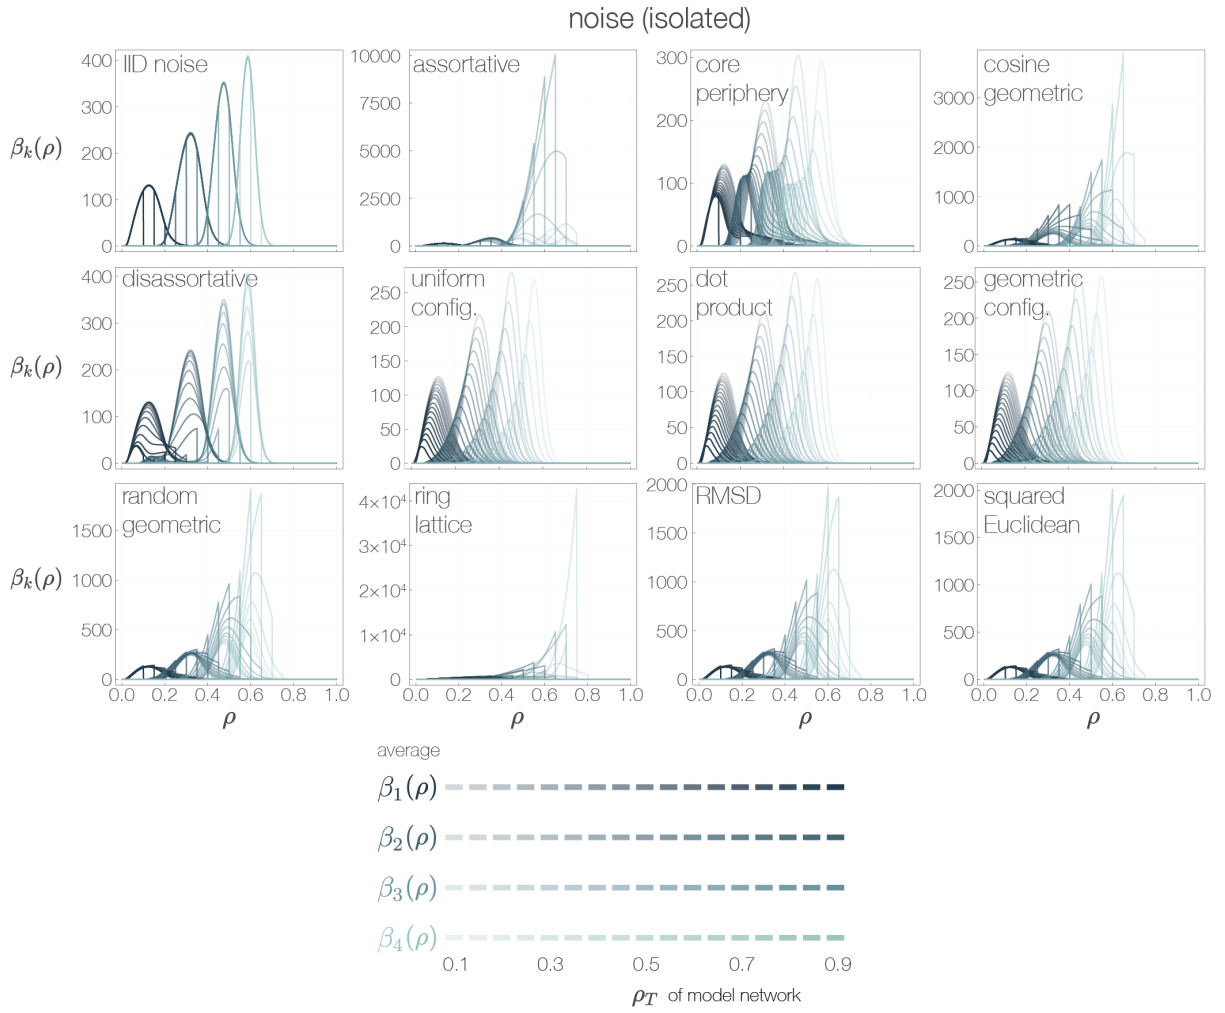 noise (isolated)
β_k(ρ)
IID noise
400
300
200
100
0
assortative
10000
7500
5000
2500
0
core
periphery
300
200
100
0
cosine
geometric
3000
2000
1000
0
β_k(ρ)
disassortative
400
300
200
100
0
uniform
config.
250
200
150
100
50
0
dot
product
250
200
150
100
50
0
geometric
config.
250
200
150
100
50
0
β_k(ρ)
random
geometric
1500
1000
500
0
ring
lattice
4×10⁴
3×10⁴
2×10⁴
1×10⁴
0
RMSD
2000
1500
1000
500
0
squared
Euclidean
2000
1500
1000
500
0
0.0 0.2 0.4 0.6 0.8 1.0
0.0 0.2 0.4 0.6 0.8 1.0
0.0 0.2 0.4 0.6 0.8 1.0
0.0 0.2 0.4 0.6 0.8 1.0
ρ ρ ρ ρ
average
β₁(ρ)
β₂(ρ)
β₃(ρ)
β₄(ρ)
0.1 0.3 0.5 0.7 0.9
ρ_T of model network